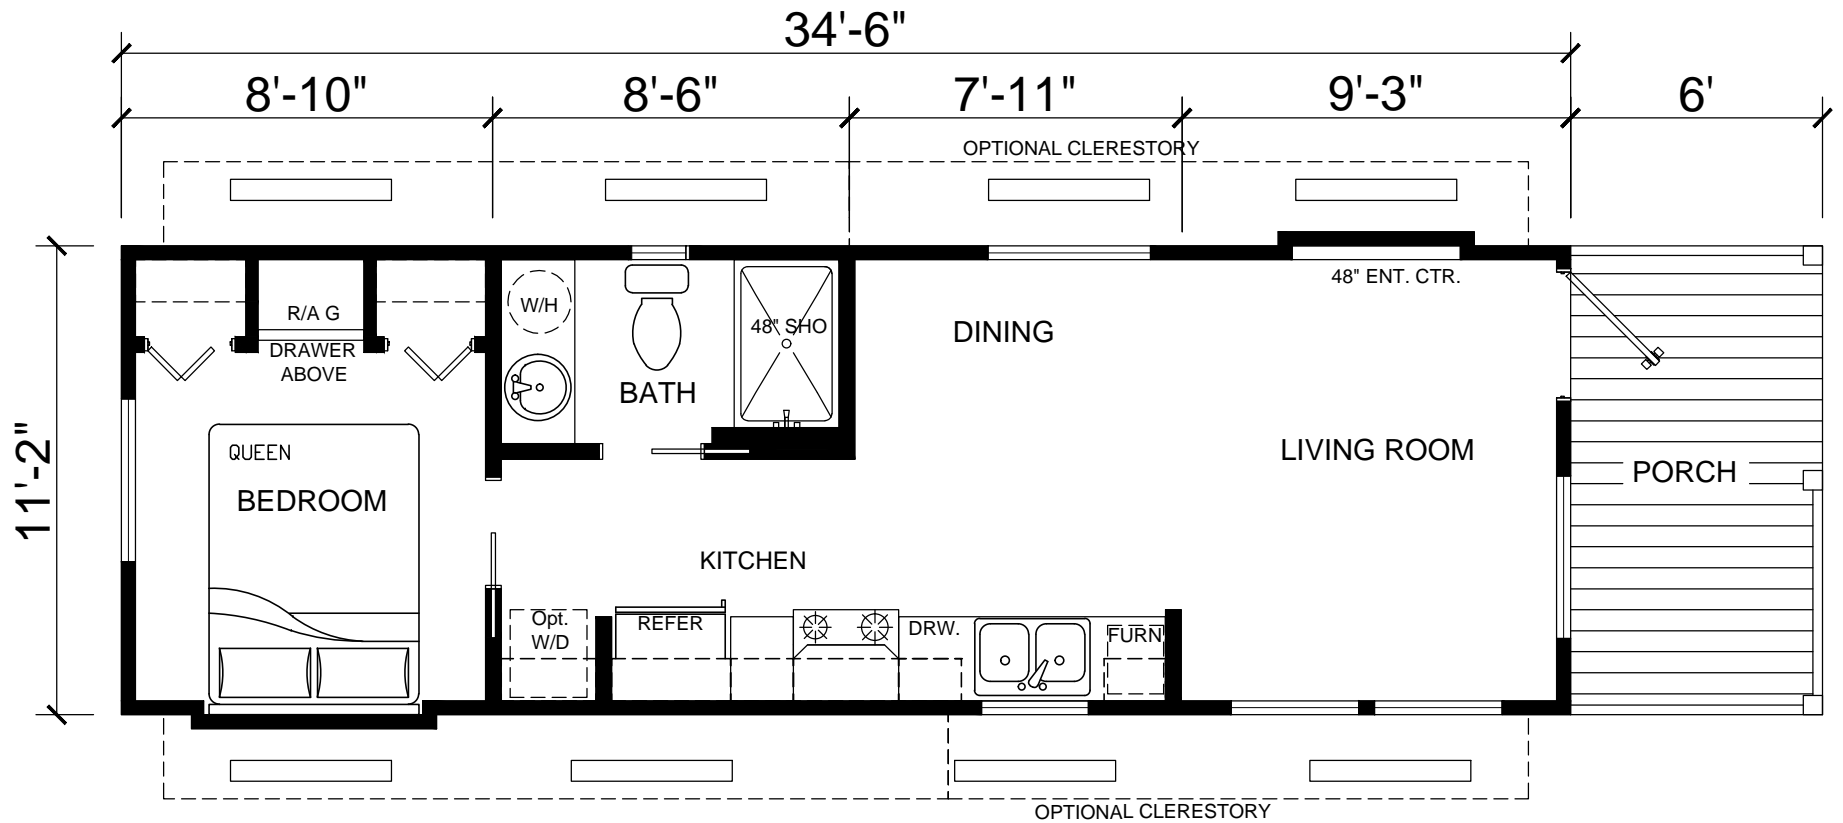 34'-6"
8'-10"
8'-6"
7'-11"
9'-3"
6'
OPTIONAL CLERESTORY
48" ENT. CTR.
W/H
R/A G
48" SHO
DINING
DRAWER
ABOVE
BATH
11'-2"
QUEEN
LIVING ROOM
PORCH
BEDROOM
KITCHEN
Opt.
W/D
REFER
DRW.
FURN
OPTIONAL CLERESTORY